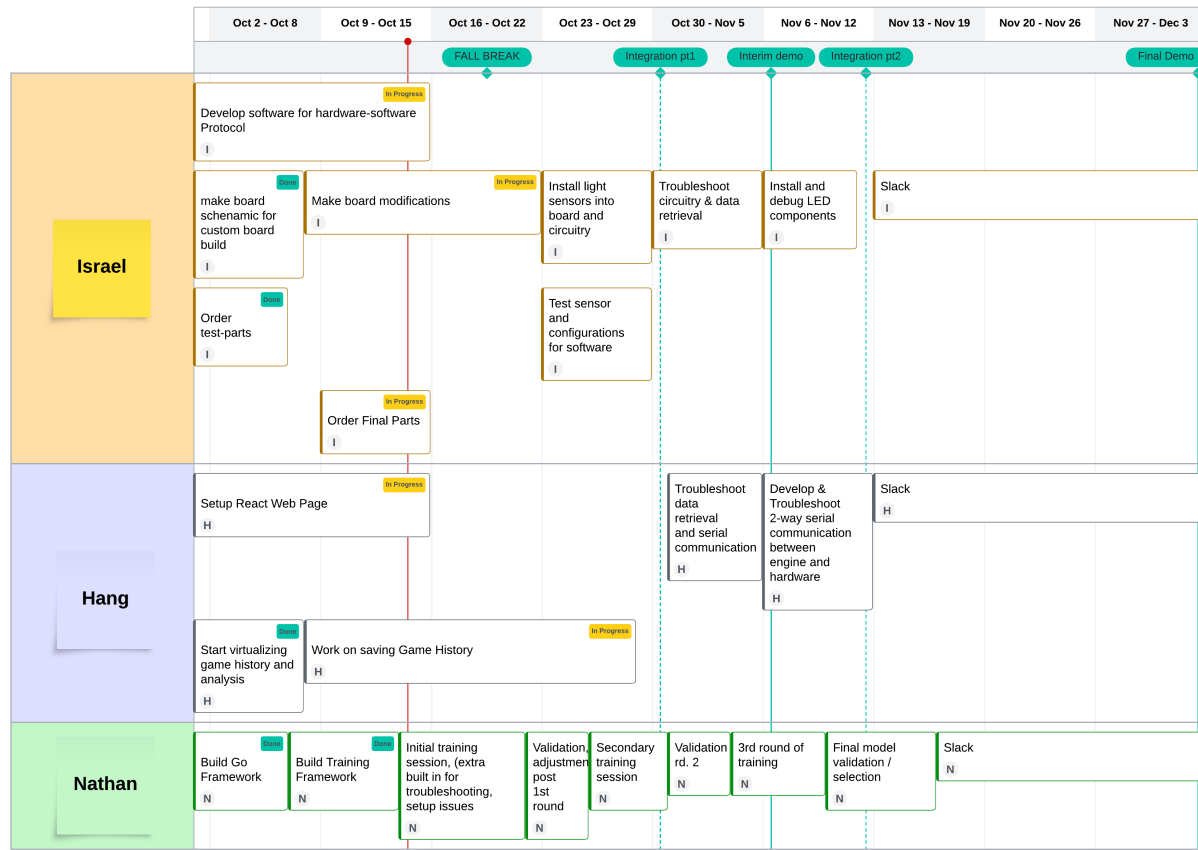 Oct 2 - Oct 8
Oct 9 - Oct 15
Oct 16 - Oct 22
Oct 23 - Oct 29
Oct 30 - Nov 5
Nov 6 - Nov 12
Nov 13 - Nov 19
Nov 20 - Nov 26
Nov 27 - Dec 3
FALL BREAK
Integration pt1
Interim demo
Integration pt2
Final Demo
Israel
In Progress
Develop software for hardware-software
Protocol
I
Done
make board
schenamic for
custom board
build
I
In Progress
Make board modifications
I
Install light
sensors into
board and
circuitry
I
Troubleshoot
circuitry & data
retrieval
I
Install and
debug LED
components
I
Slack
I
Done
Order
test-parts
I
Test sensor
and
configurations
for software
I
In Progress
Order Final Parts
I
Hang
In Progress
Setup React Web Page
H
Troubleshoot
data
retrieval
and serial
communication
H
Develop &
Troubleshoot
2-way serial
communication
between
engine and
hardware
H
Slack
H
Done
Start virtualizing
game history and
analysis
H
In Progress
Work on saving Game History
H
Nathan
Done
Build Go
Framework
N
Done
Build Training
Framework
N
Initial training
session, (extra
built in for
troubleshooting,
setup issues
N
Validation,
adjustmen
post
1st
round
N
Secondary
training
session
N
Validation
rd. 2
N
3rd round of
training
N
Final model
validation /
selection
N
Slack
N